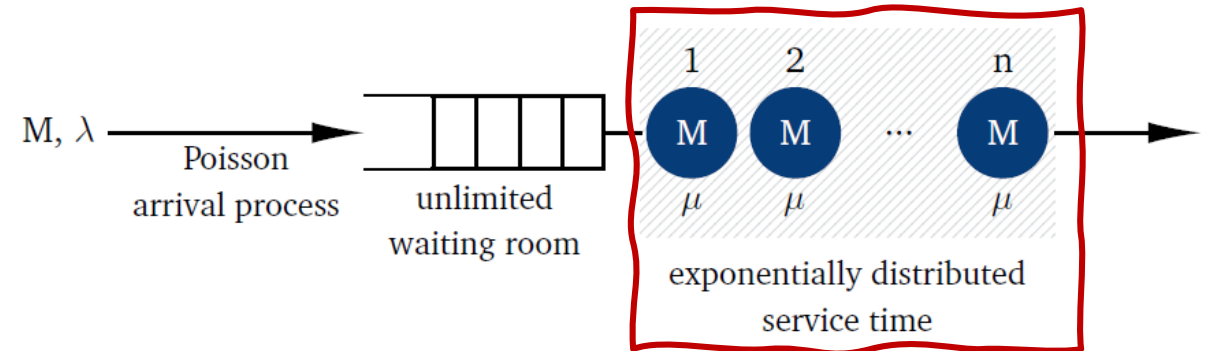 1 2 n
M, λ M M ... M
Poisson
arrival process
unlimited
waiting room
μ μ μ
exponentially distributed
service time